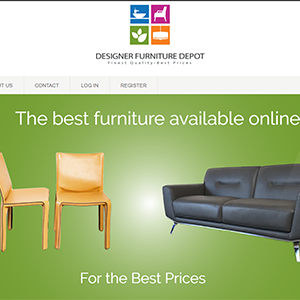 DESIGNER FURNITURE DEPOT
Finest Quality-Best Prices
UT US CONTACT LOG IN REGISTER
The best furniture available online
For the Best Prices